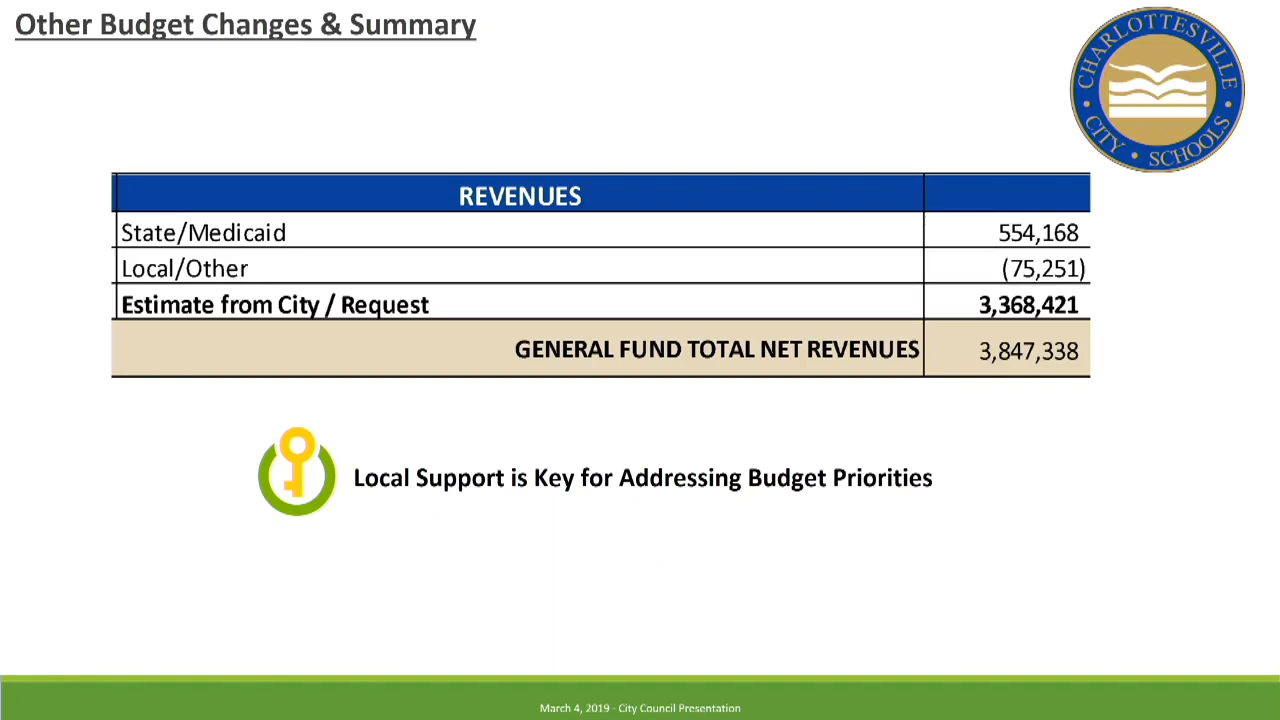 Other Budget Changes & Summary
CHARLOTTESVILLE
CITY • SCHOOLS
REVENUES
State/Medicaid 554,168
Local/Other (75,251)
Estimate from City / Request 3,368,421
GENERAL FUND TOTAL NET REVENUES 3,847,338
Local Support is Key for Addressing Budget Priorities
March 4, 2019 - City Council Presentation